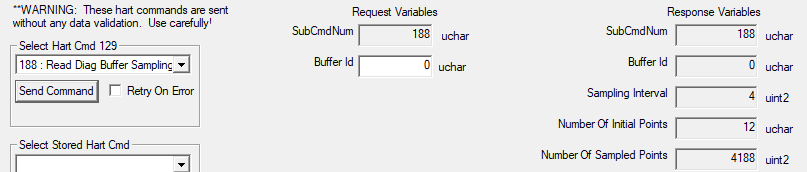 **WARNING:  These hart commands are sent
without any data validation.  Use carefully!
Select Hart Cmd 129
188 : Read Diag Buffer Sampling
Send Command
Retry On Error
Select Stored Hart Cmd
Request Variables
SubCmdNum 188 uchar
Buffer Id 0 uchar
Response Variables
SubCmdNum 188 uchar
Buffer Id 0 uchar
Sampling Interval 4 uint2
Number Of Initial Points 12 uchar
Number Of Sampled Points 4188 uint2